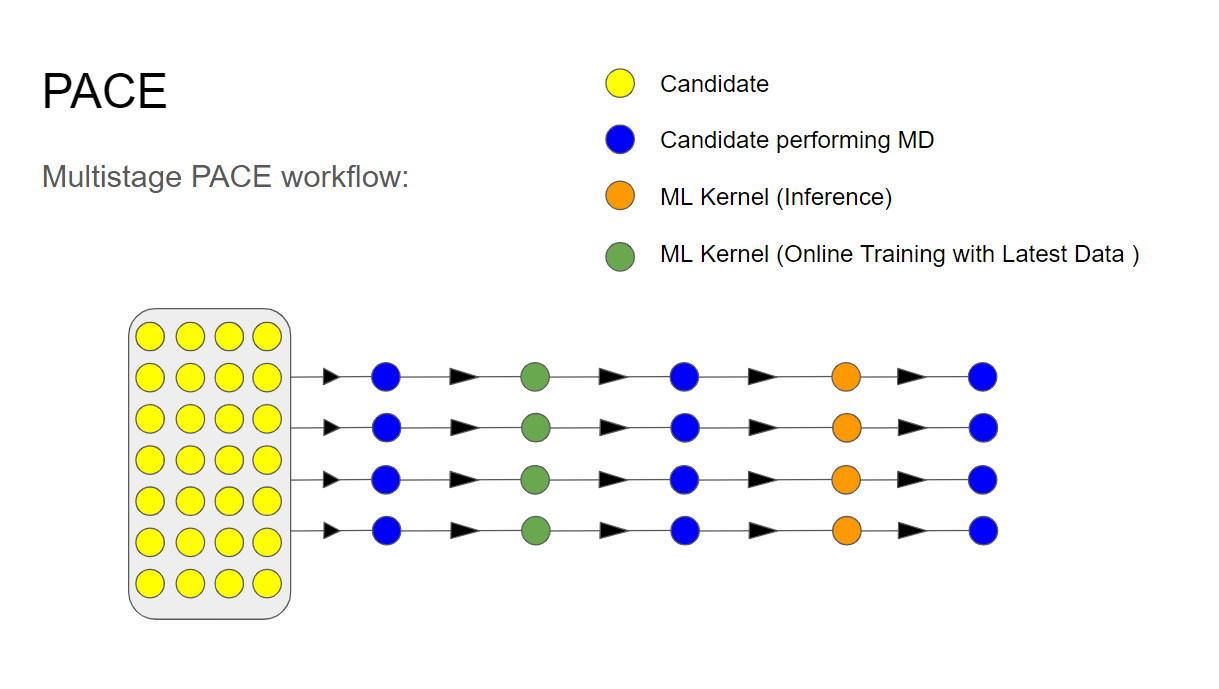 PACE
Multistage PACE workflow:
Candidate
Candidate performing MD
ML Kernel (Inference)
ML Kernel (Online Training with Latest Data )